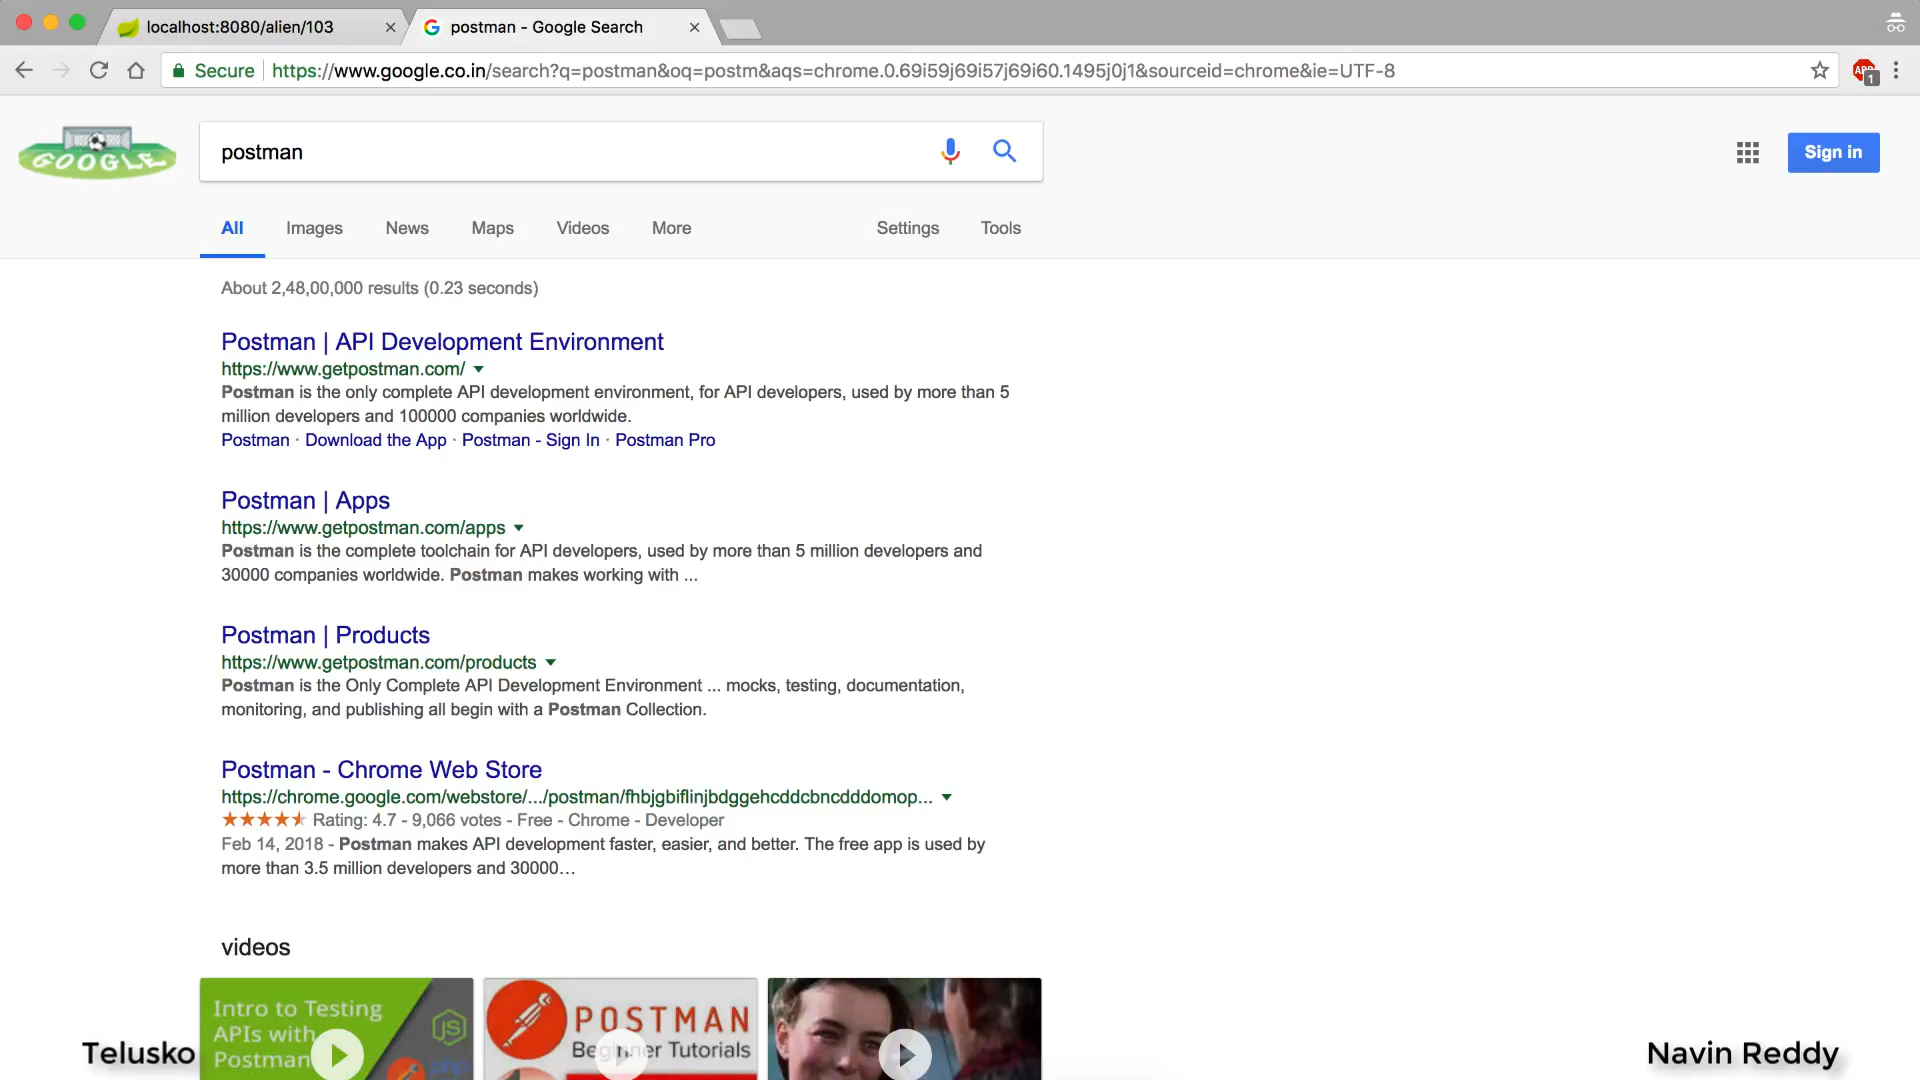 localhost:8080/alien/103
postman - Google Search
Secure
https://www.google.co.in/search?q=postman&oq=postm&aqs=chrome.0.69i59j69i57j69i60.1495j0j1&sourceid=chrome&ie=UTF-8
ABP
1
GOOGLE
postman
Sign in
All
Images
News
Maps
Videos
More
Settings
Tools
About 2,48,00,000 results (0.23 seconds)
Postman | API Development Environment
https://www.getpostman.com/
Postman is the only complete API development environment, for API developers, used by more than 5
million developers and 100000 companies worldwide.
Postman · Download the App · Postman - Sign In · Postman Pro
Postman | Apps
https://www.getpostman.com/apps
Postman is the complete toolchain for API developers, used by more than 5 million developers and
30000 companies worldwide. Postman makes working with ...
Postman | Products
https://www.getpostman.com/products
Postman is the Only Complete API Development Environment ... mocks, testing, documentation,
monitoring, and publishing all begin with a Postman Collection.
Postman - Chrome Web Store
https://chrome.google.com/webstore/.../postman/fhbjgbiflinjbdggehcddcbncdddomop...
Rating: 4.7 - 9,066 votes - Free - Chrome - Developer
Feb 14, 2018 - Postman makes API development faster, easier, and better. The free app is used by
more than 3.5 million developers and 30000...
videos
Intro to Testing
APIs with
Postman
JS
php
POSTMAN
Beginner Tutorials
Telusko
Navin Reddy